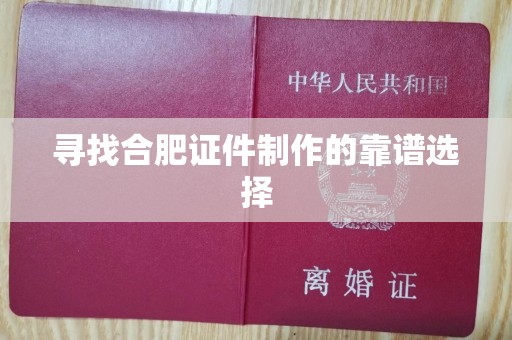 中华人民共和国
寻找合肥证件制作的靠谱选
择
离婚证